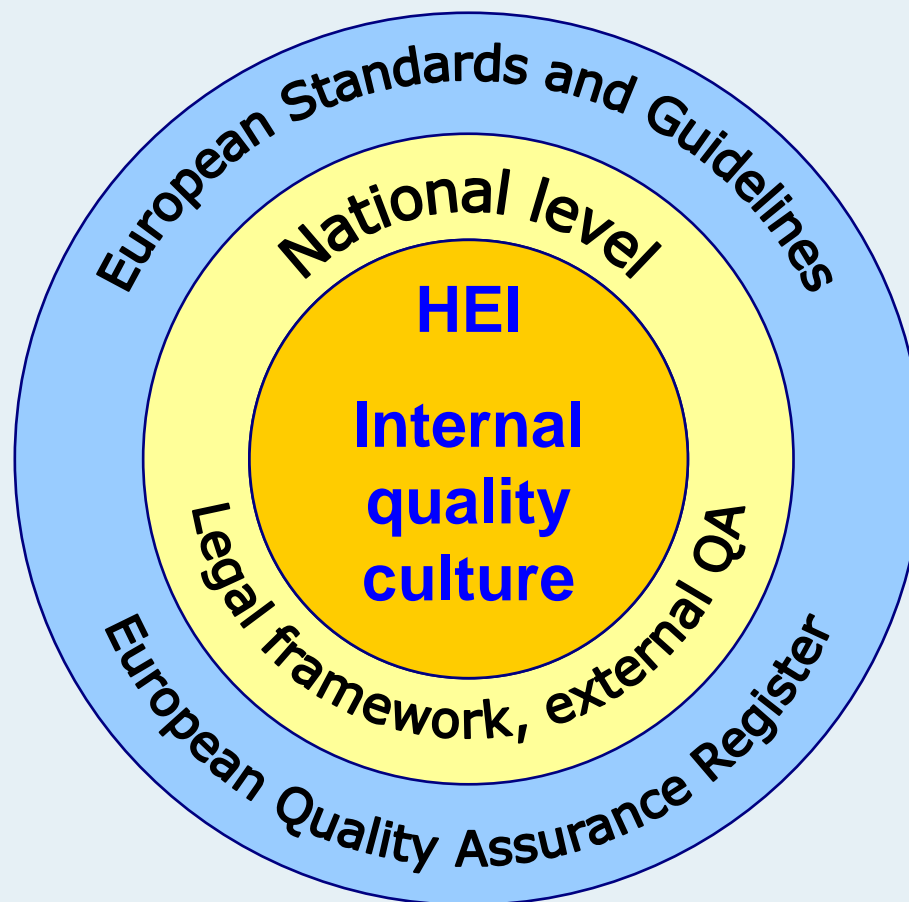 European Standards and Guidelines
National level
HEI
Internal
quality
culture
Legal framework, external QA
European Quality Assurance Register